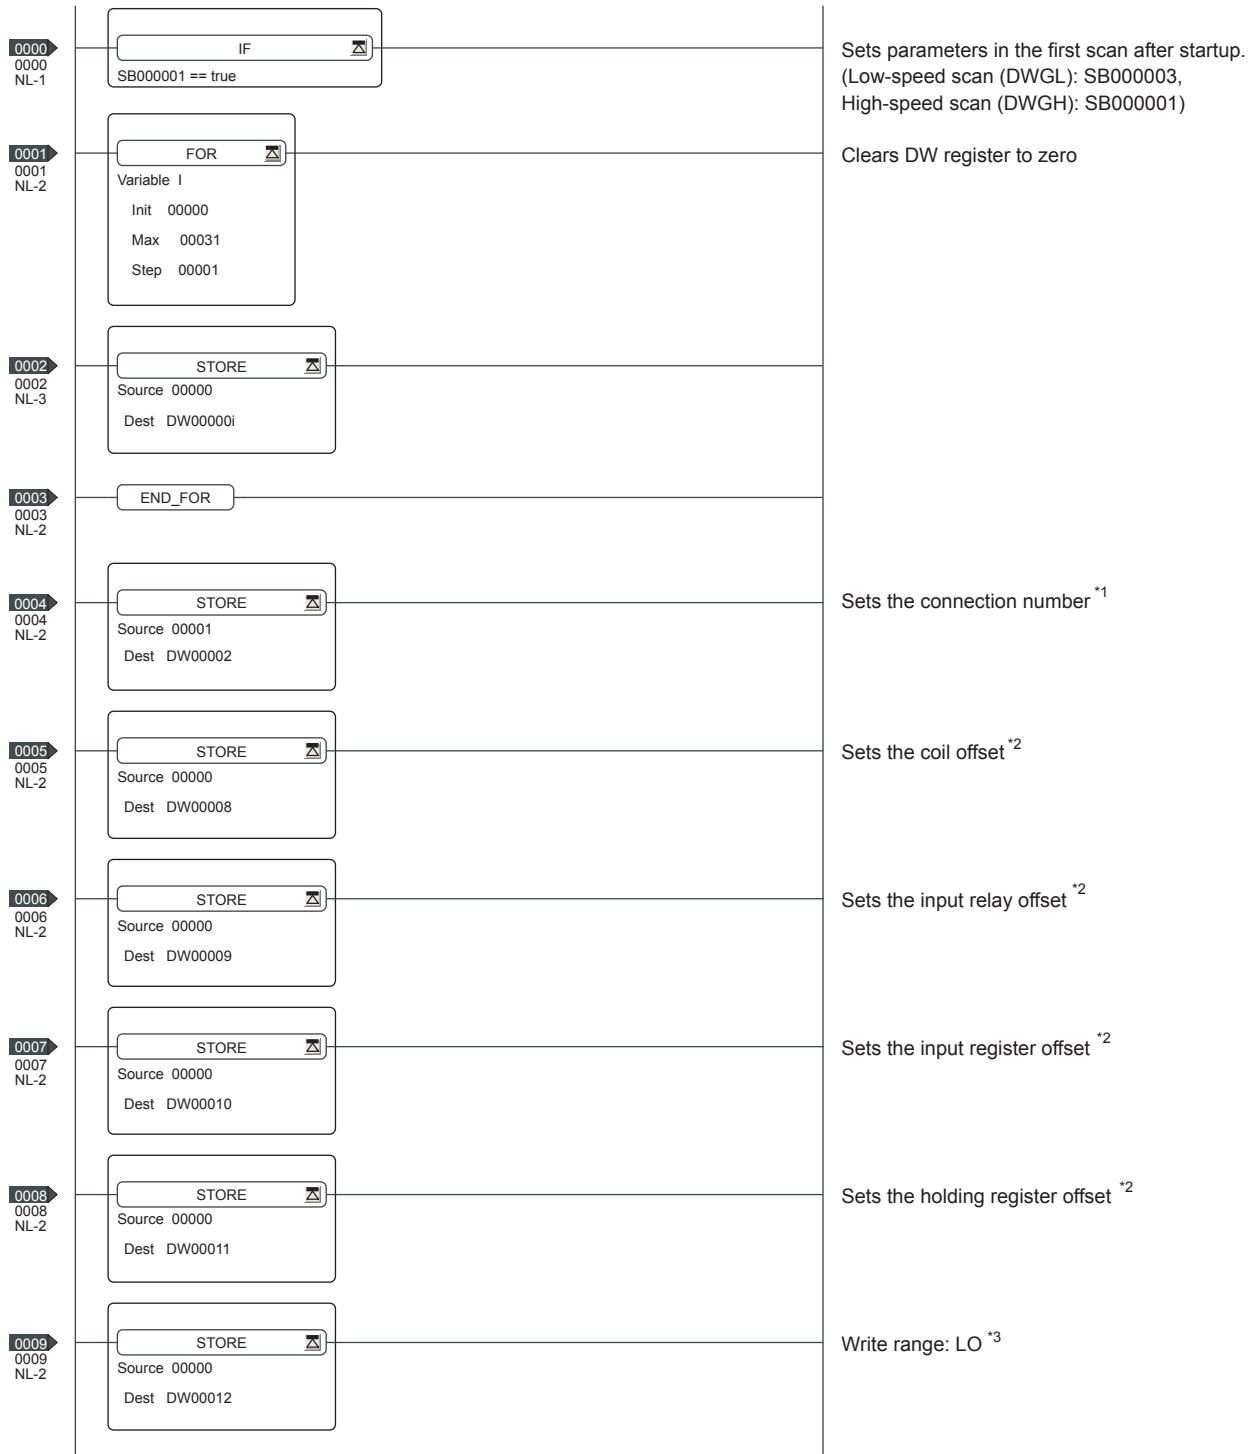 0000
0000
NL-1
IF
SB000001 == true
Sets parameters in the first scan after startup.
(Low-speed scan (DWGL): SB000003,
High-speed scan (DWGH): SB000001)
0001
0001
NL-2
FOR
Variable I
Init 00000
Max 00031
Step 00001
Clears DW register to zero
0002
0002
NL-3
STORE
Source 00000
Dest DW00000i
0003
0003
NL-2
END_FOR
0004
0004
NL-2
STORE
Source 00001
Dest DW00002
Sets the connection number *1
0005
0005
NL-2
STORE
Source 00000
Dest DW00008
Sets the coil offset *2
0006
0006
NL-2
STORE
Source 00000
Dest DW00009
Sets the input relay offset *2
0007
0007
NL-2
STORE
Source 00000
Dest DW00010
Sets the input register offset *2
0008
0008
NL-2
STORE
Source 00000
Dest DW00011
Sets the holding register offset *2
0009
0009
NL-2
STORE
Source 00000
Dest DW00012
Write range: LO *3